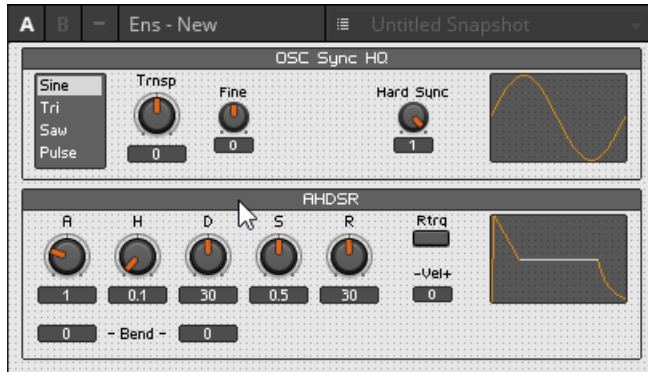 A B – Ens - New Untitled Snapshot
OSC Sync HQ
Sine
Tri
Saw
Pulse
Trnsp
0
Fine
0
Hard Sync
1
AHDSR
A H D S R Rtrg
1 0.1 30 0.5 30
-Vel+
0
0 - Bend - 0